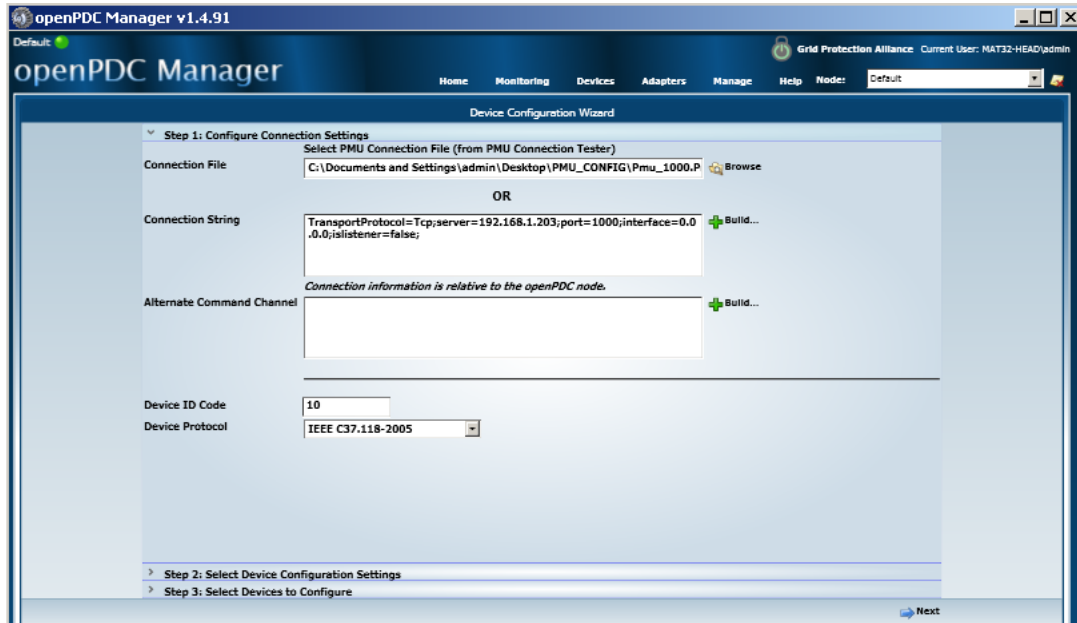 openPDC Manager v1.4.91
Default:
Grid Protection Alliance Current User: MAT32-HEAD\admin
openPDC Manager
Home Monitoring Devices Adapters Manage Help Node: Default
Device Configuration Wizard
Step 1: Configure Connection Settings
Select PMU Connection File (from PMU Connection Tester)
Connection File C:\Documents and Settings\admin\Desktop\PMU_CONFIG\Pmu_1000.P Browse
OR
Connection String TransportProtocol=Tcp;server=192.168.1.203;port=1000;interface=0.0 Build...
.0.0;islistener=false;
Connection information is relative to the openPDC node.
Alternate Command Channel Build...
Device ID Code 10
Device Protocol IEEE C37.118-2005
Step 2: Select Device Configuration Settings
Step 3: Select Devices to Configure
Next